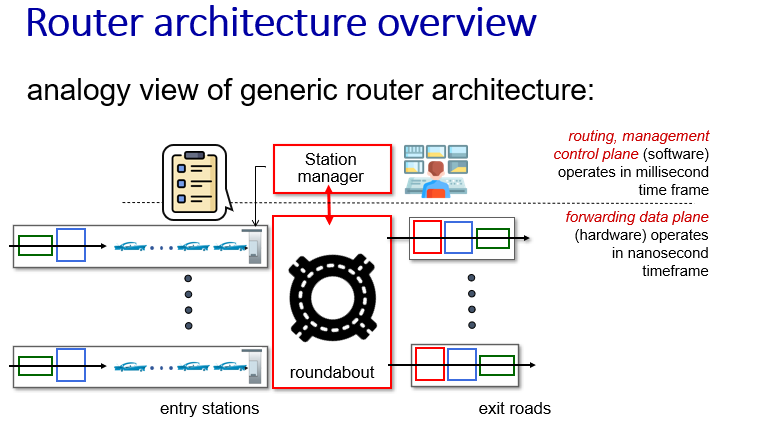 Router architecture overview
analogy view of generic router architecture:
Station
manager
routing, management
control plane (software)
operates in millisecond
time frame
forwarding data plane
(hardware) operates
in nanosecond
timeframe
roundabout
entry stations
exit roads